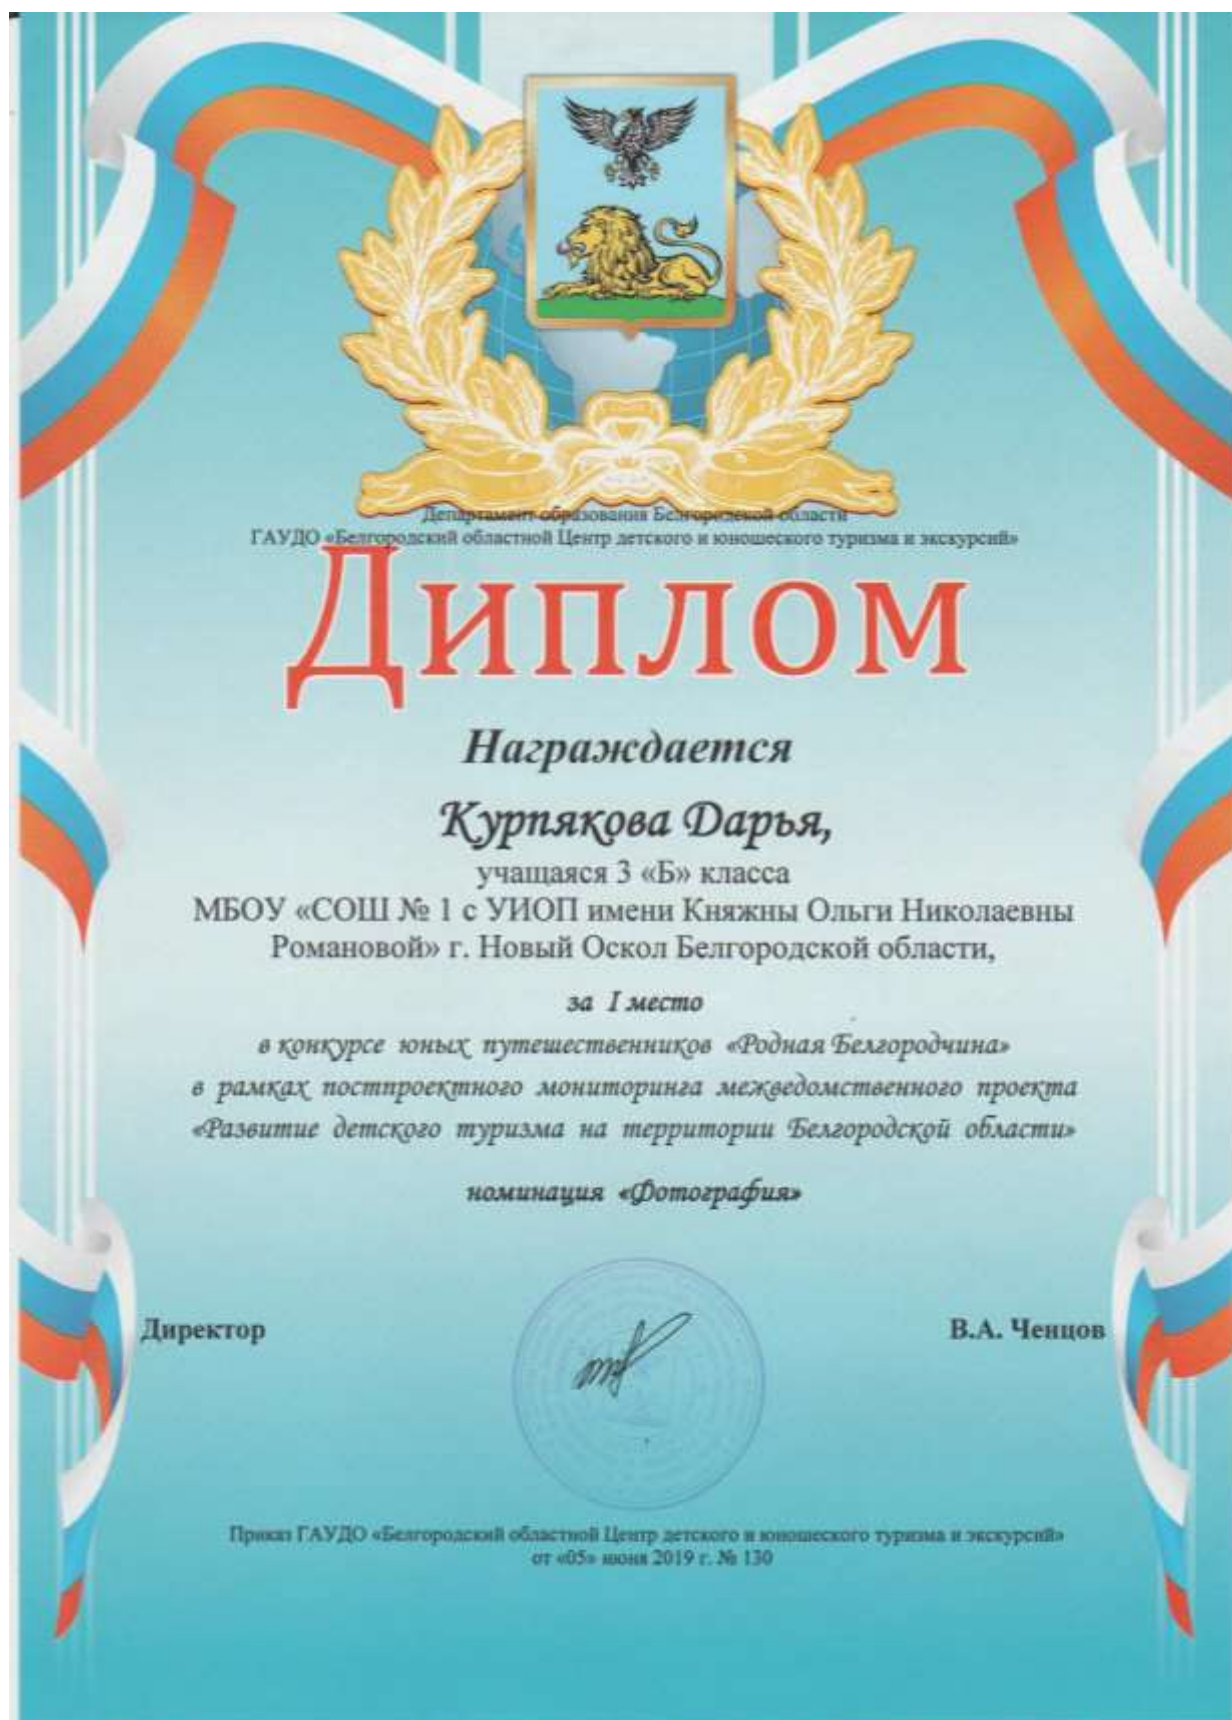 Департамент образования Белгородской области
ГАУДО «Белгородский областной Центр детского и юношеского туризма и экскурсий»
Диплом
Награждается
Курпякова Дарья,
учащаяся 3 «Б» класса
МБОУ «СОШ № 1 с УИОП имени Княжны Ольги Николаевны
Романовой» г. Новый Оскол Белгородской области,
за I место
в конкурсе юных путешественников «Родная Белгородчина»
в рамках постпроектного мониторинга межведомственного проекта
«Развитие детского туризма на территории Белгородской области»
номинация «Фотография»
Директор В.А. Ченцов
Приказ ГАУДО «Белгородский областной Центр детского и юношеского туризма и экскурсий»
от «05» июня 2019 г. № 130